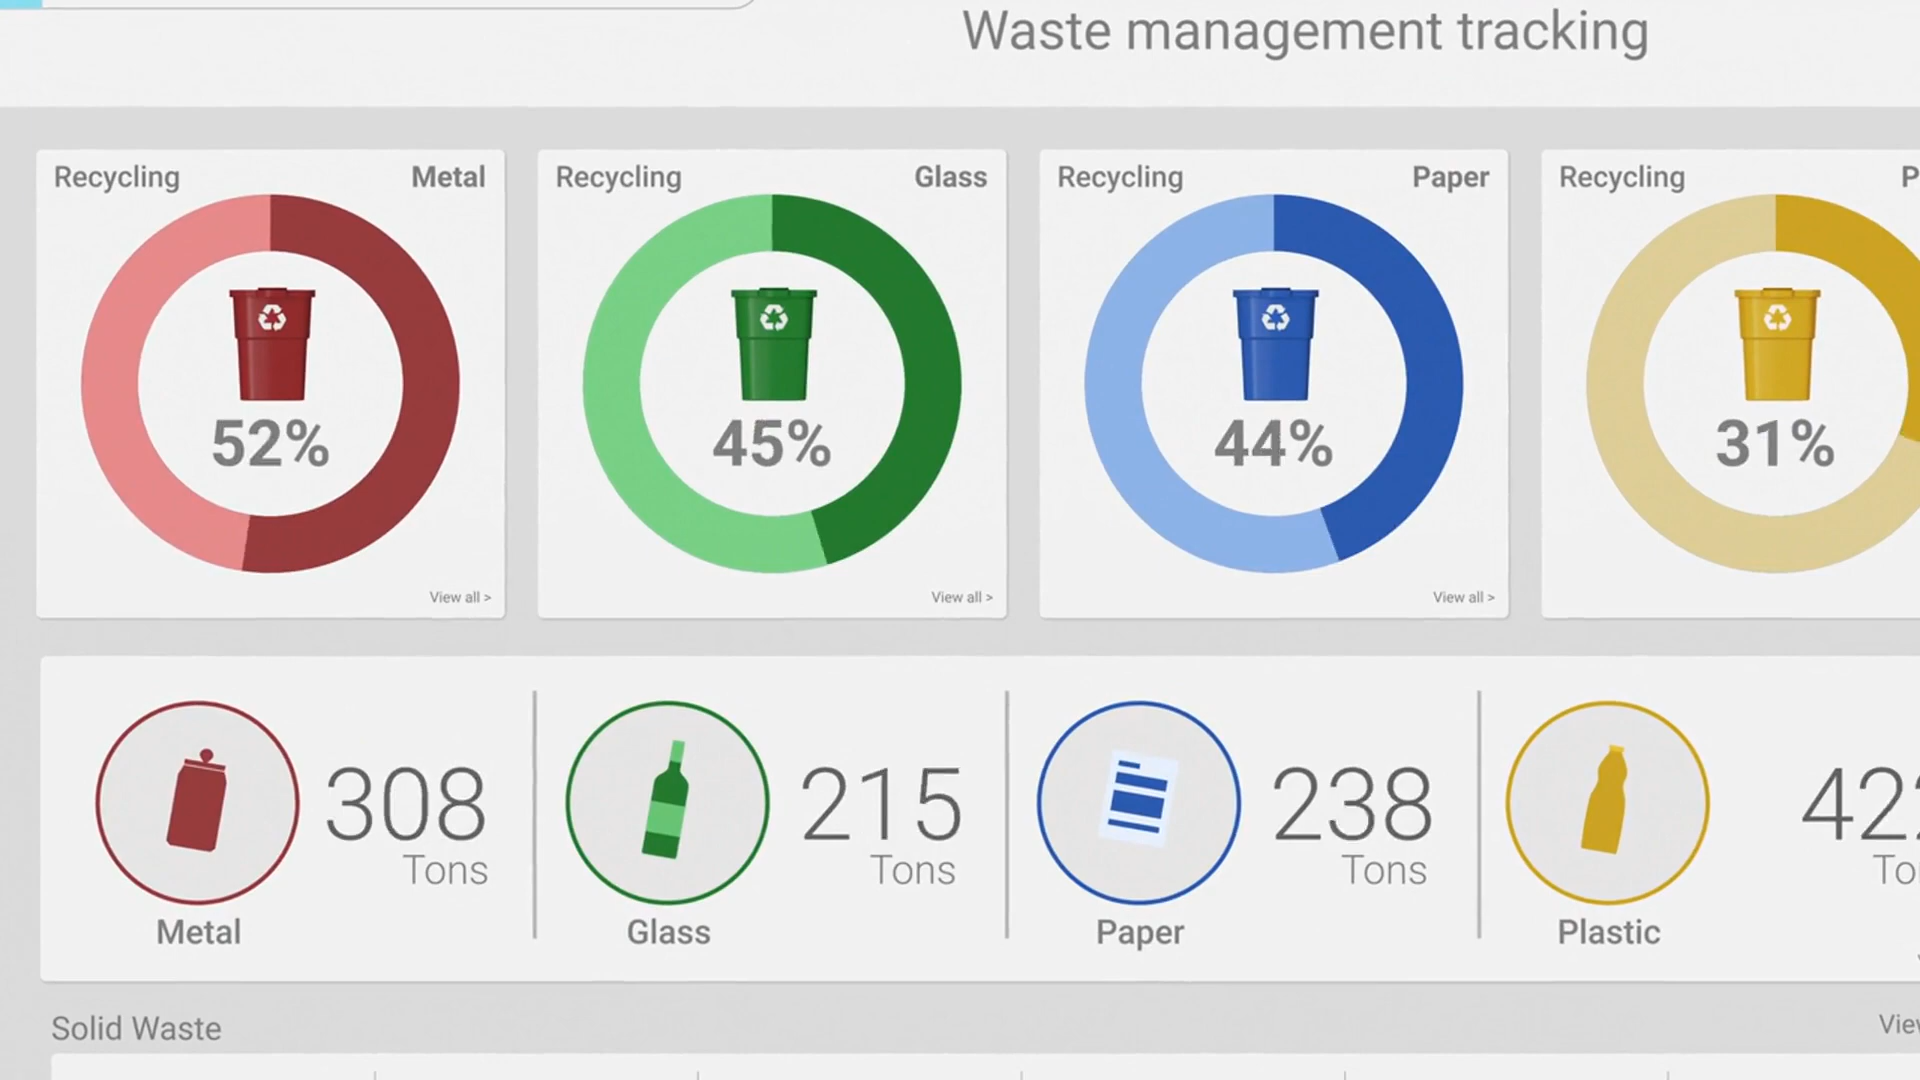 Waste management tracking
Recycling Metal
Recycling Glass
Recycling Paper
Recycling
52%
45%
44%
31%
View all >
View all >
View all >
308
Tons
215
Tons
238
Tons
Metal
Glass
Paper
Plastic
Solid Waste